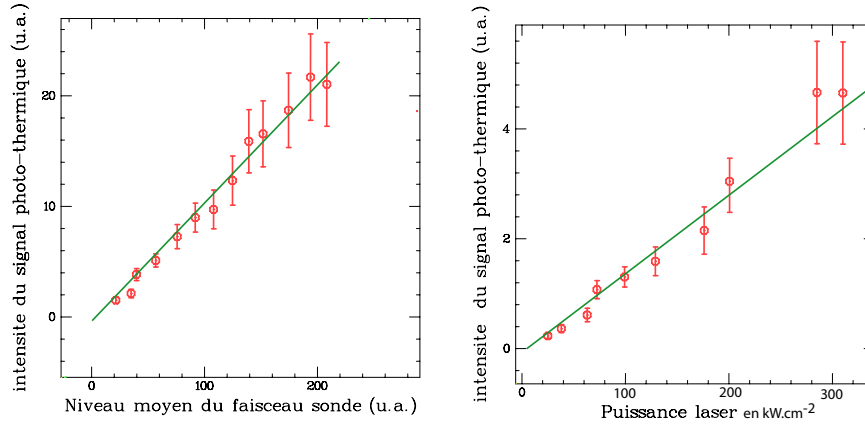 intensite du signal photo-thermique (u.a.)
20
10
0
0 100 200
Niveau moyen du faisceau sonde (u.a.)
intensite du signal photo-thermique (u.a.)
4
2
0
0 100 200 300
Puissance laser en kW.cm-2